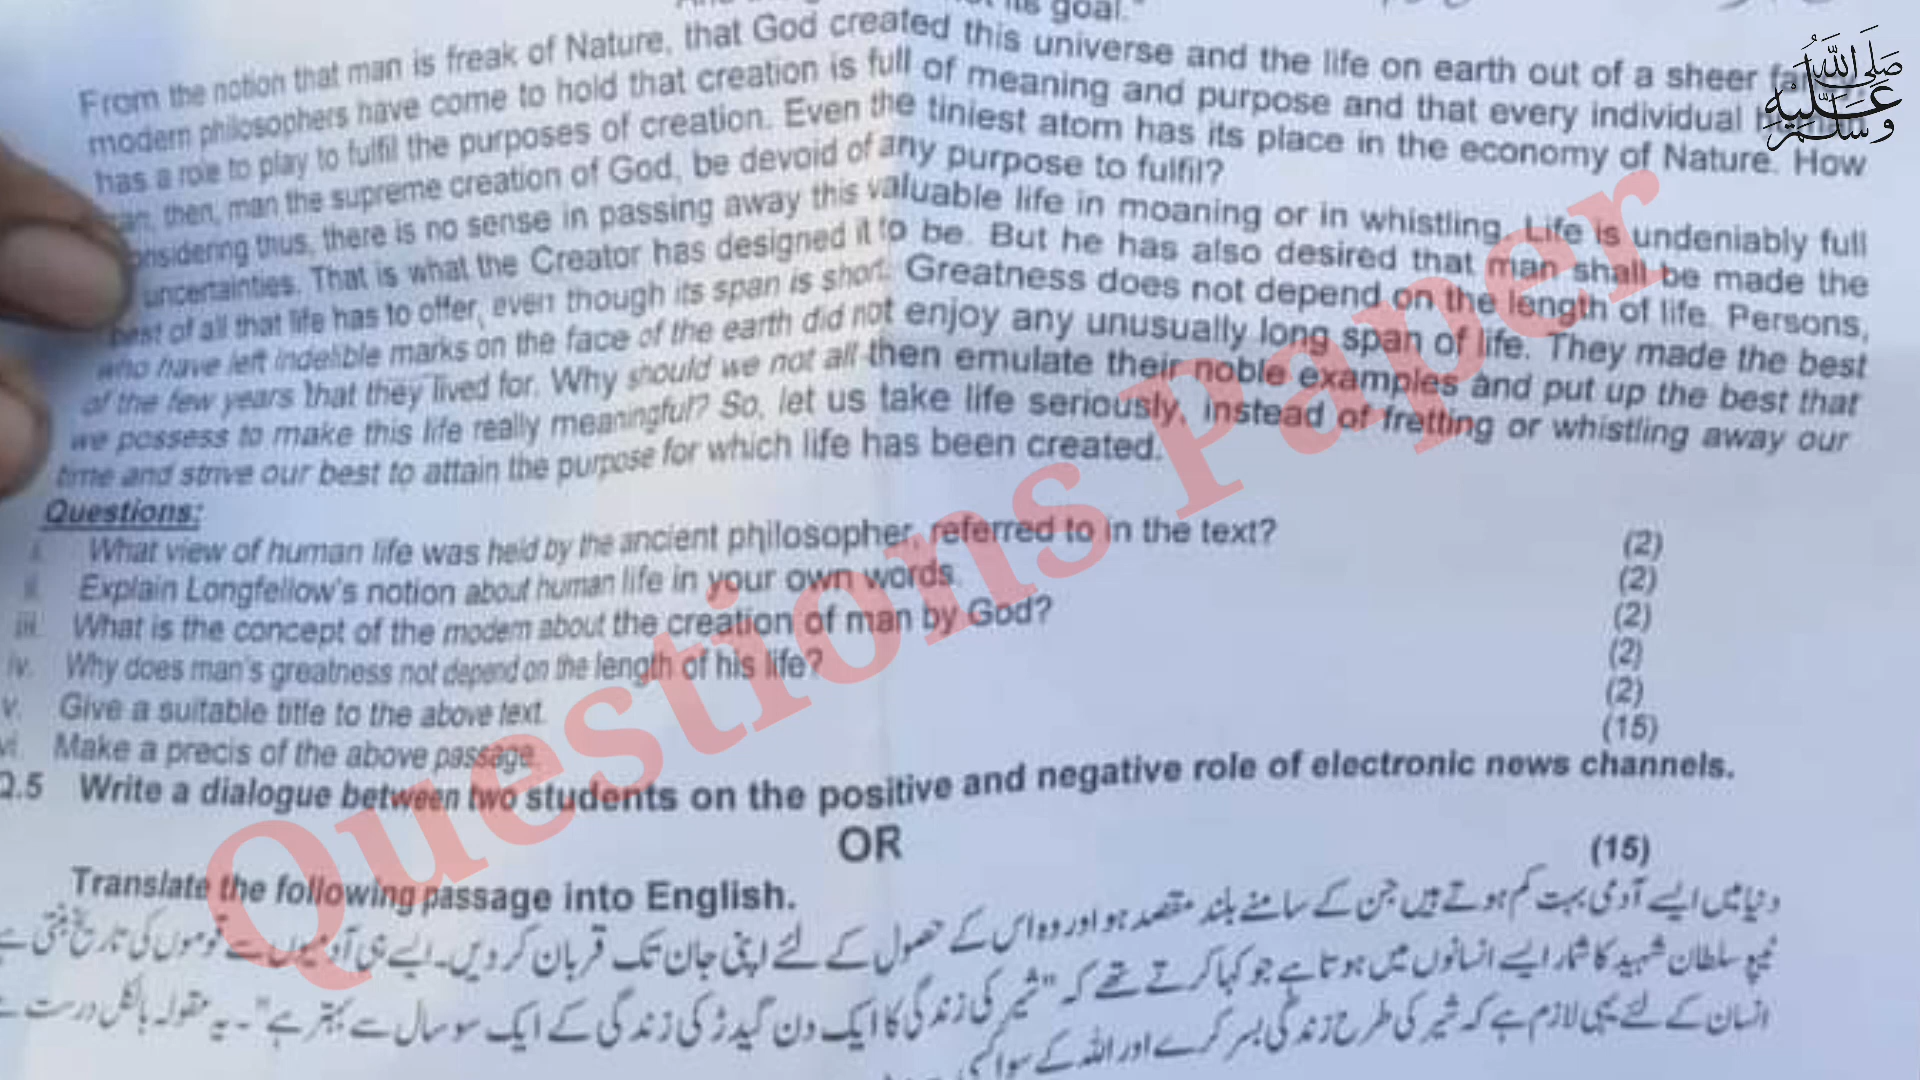 its goal."
From the notion that man is freak of Nature, that God created this universe and the life on earth out of a sheer
modern philosophers have come to hold that creation is full of meaning and purpose and that every individual
has a role to play to fulfil the purposes of creation. Even the tiniest atom has its place in the economy of Nature. How
then, man the supreme creation of God, be devoid of any purpose to fulfil?
thus, there is no sense in passing away this valuable life in moaning or in whistling. Life is undeniably full
uncertainties. That is what the Creator has designed it to be. But he has also desired that man shall be made the
best of all that life has to offer, even though its span is short. Greatness does not depend on the length of life. Persons,
who have left indelible marks on the face of the earth did not enjoy any unusually long span of life. They made the best
of the few years that they lived for. Why should we not all then emulate their noble examples and put up the best that
we possess to make this life really meaningful? So, let us take life seriously, instead of fretting or whistling away our
time and strive our best to attain the purpose for which life has been created.
Questions:
i. What view of human life was held by the ancient philosopher, referred to in the text? (2)
ii. Explain Longfellow's notion about human life in your own words. (2)
iii. What is the concept of the modern about the creation of man by God? (2)
iv. Why does man's greatness not depend on the length of his life? (2)
v. Give a suitable title to the above text. (2)
vi. Make a precis of the above passage. (15)
Q.5 Write a dialogue between two students on the positive and negative role of electronic news channels.
OR
(15)
Translate the following passage into English.
دنیا میں ایسے آدمی بہت کم ہوتے ہیں جن کے سامنے بلند مقصد ہو اور وہ اس کے حصول کے لئے اپنی جان تک قربان کر دیں۔ ایسے ہی آدمیوں سے قوموں کی تاریخ بنتی ہے
ٹیپو سلطان شہید کا شمار ایسے انسانوں میں ہوتا ہے جو کہا کرتے تھے کہ "شیر کی زندگی کا ایک دن گیدڑ کی زندگی کے ایک سو سال سے بہتر ہے"۔ یہ مقولہ بالکل درست ہے
انسان کے لئے یہی لازم ہے کہ شیر کی طرح زندگی بسر کرے اور اللہ کے سوا کسی
Questions Paper
صلى الله عليه وسلم